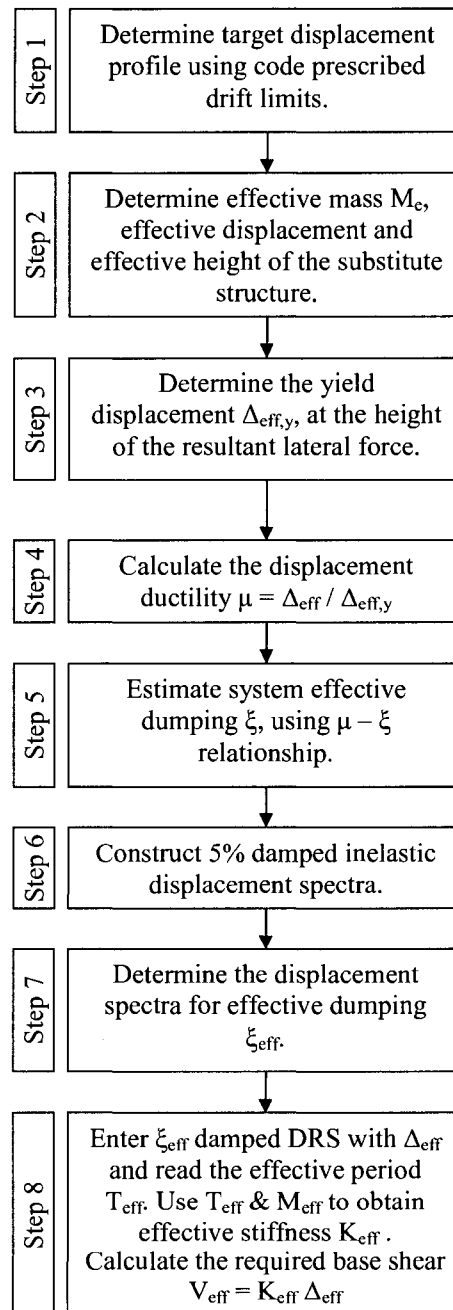 Step 1
Determine target displacement
profile using code prescribed
drift limits.
Step 2
Determine effective mass Mₑ,
effective displacement and
effective height of the substitute
structure.
Step 3
Determine the yield
displacement Δeff,y, at the height
of the resultant lateral force.
Step 4
Calculate the displacement
ductility μ = Δeff / Δeff,y
Step 5
Estimate system effective
dumping ξ, using μ – ξ
relationship.
Step 6
Construct 5% damped inelastic
displacement spectra.
Step 7
Determine the displacement
spectra for effective dumping
ξeff.
Step 8
Enter ξeff damped DRS with Δeff
and read the effective period
Teff. Use Teff & Meff to obtain
effective stiffness Keff .
Calculate the required base shear
Veff = Keff Δeff